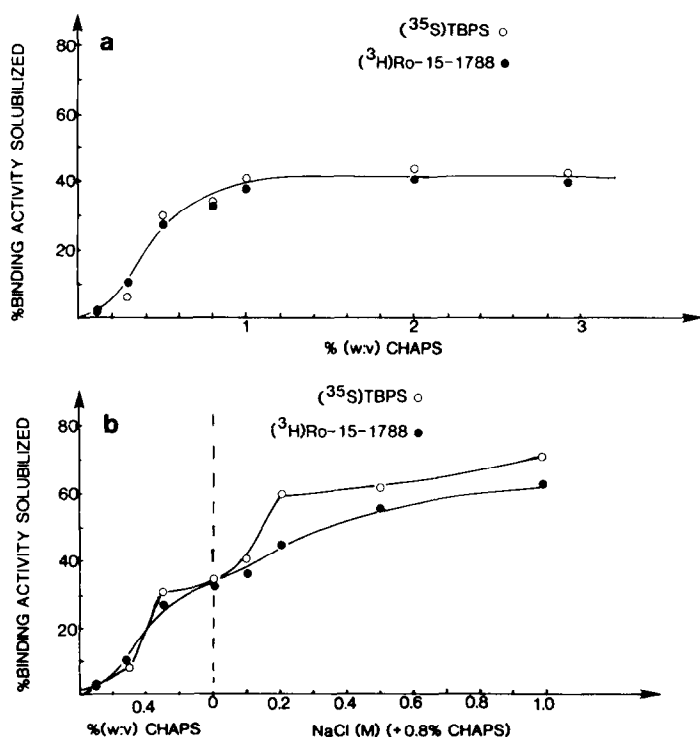 a
(³⁵S)TBPS ○
(³H)Ro-15-1788 ●
%BINDING ACTIVITY SOLUBILIZED
80
60
40
20
1
2
3
% (w:v) CHAPS
b
(³⁵S)TBPS ○
(³H)Ro-15-1788 ●
%BINDING ACTIVITY SOLUBILIZED
80
60
40
20
0.4
0
0.2
0.4
0.6
0.8
1.0
%(w:v) CHAPS
NaCl (M) (+0.8% CHAPS)